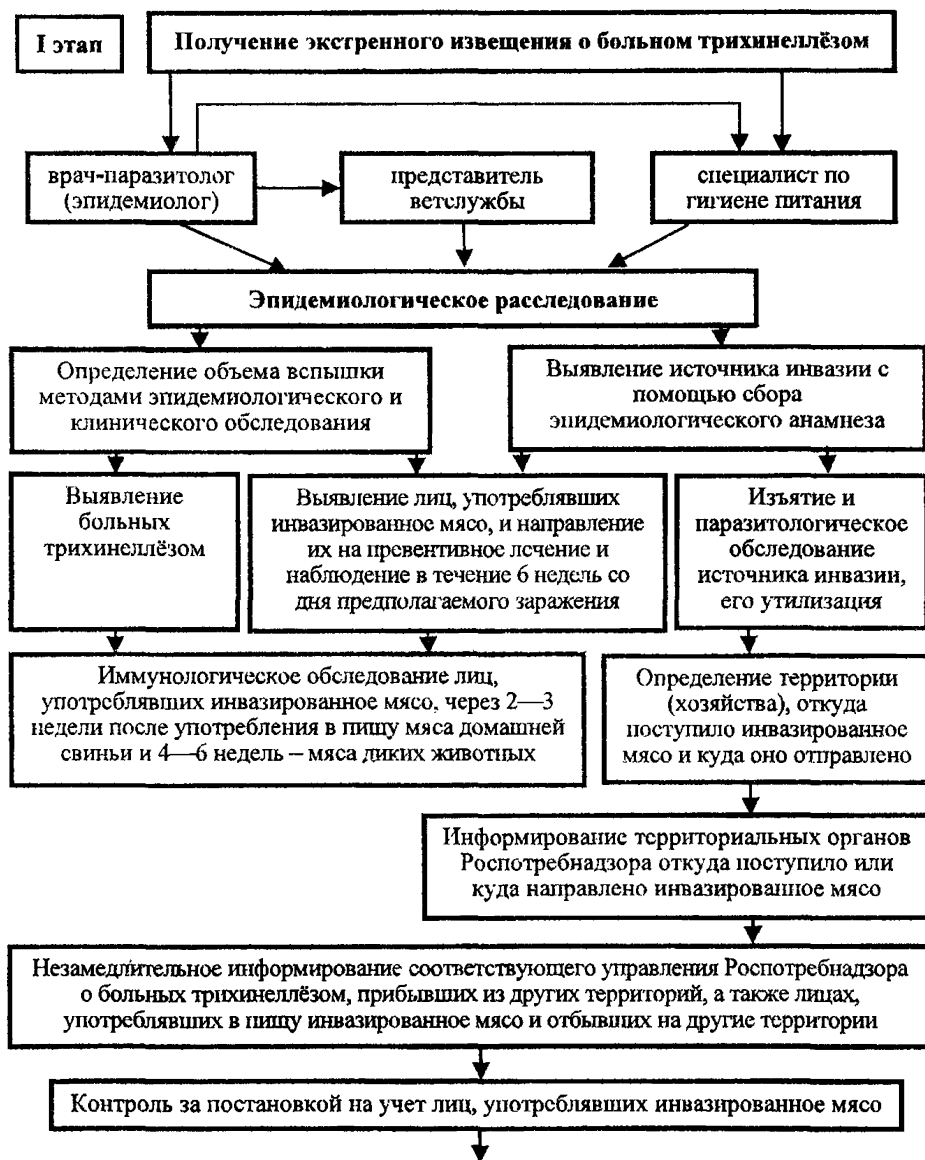 I этап
Получение экстренного извещения о больном трихинеллёзом
врач-паразитолог
(эпидемиолог)
представитель
ветслужбы
специалист по
гигиене питания
Эпидемиологическое расследование
Определение объема вспышки
методами эпидемиологического и
клинического обследования
Выявление источника инвазии с
помощью сбора
эпидемиологического анамнеза
Выявление
больных
трихинеллёзом
Выявление лиц, употреблявших
инвазированное мясо, и направление
их на превентивное лечение и
наблюдение в течение 6 недель со
дня предполагаемого заражения
Изъятие и
паразитологическое
обследование
источника инвазии,
его утилизация
Иммунологическое обследование лиц,
употреблявших инвазированное мясо, через 2—3
недели после употребления в пищу мяса домашней
свиньи и 4—6 недель – мяса диких животных
Определение территории
(хозяйства), откуда
поступило инвазированное
мясо и куда оно отправлено
Информирование территориальных органов
Роспотребнадзора откуда поступило или
куда направлено инвазированное мясо
Незамедлительное информирование соответствующего управления Роспотребнадзора
о больных трихинеллёзом, прибывших из других территорий, а также лицах,
употреблявших в пищу инвазированное мясо и отбывших на другие территории
Контроль за постановкой на учет лиц, употреблявших инвазированное мясо